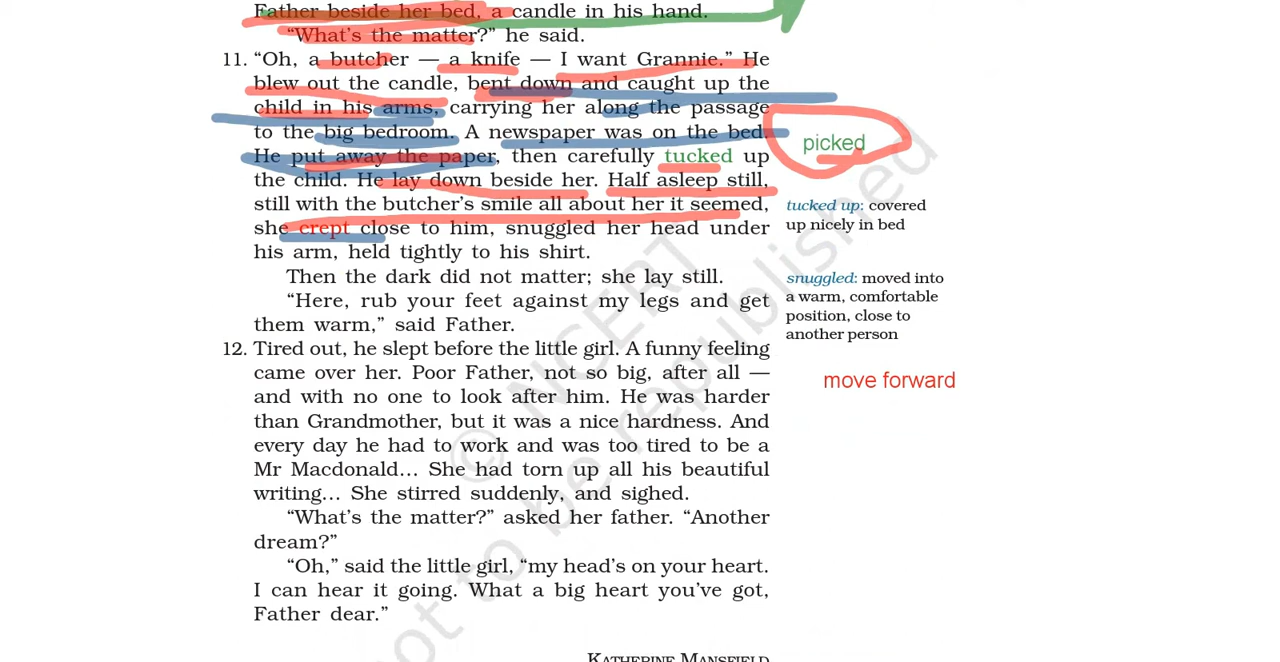 Father beside her bed, a candle in his hand.
“What’s the matter?” he said.
11. “Oh, a butcher — a knife — I want Grannie.” He
blew out the candle, bent down and caught up the
child in his arms, carrying her along the passage
to the big bedroom. A newspaper was on the bed.
He put away the paper, then carefully tucked up
the child. He lay down beside her. Half asleep still,
still with the butcher’s smile all about her it seemed,
she crept close to him, snuggled her head under
his arm, held tightly to his shirt.
Then the dark did not matter; she lay still.
“Here, rub your feet against my legs and get
them warm,” said Father.
12. Tired out, he slept before the little girl. A funny feeling
came over her. Poor Father, not so big, after all —
and with no one to look after him. He was harder
than Grandmother, but it was a nice hardness. And
every day he had to work and was too tired to be a
Mr Macdonald... She had torn up all his beautiful
writing... She stirred suddenly, and sighed.
“What’s the matter?” asked her father. “Another
dream?”
“Oh,” said the little girl, “my head’s on your heart.
I can hear it going. What a big heart you’ve got,
Father dear.”
KATHERINE MANSFIELD
picked
tucked up: covered
up nicely in bed
snuggled: moved into
a warm, comfortable
position, close to
another person
move forward
© NCERT
not to be republished